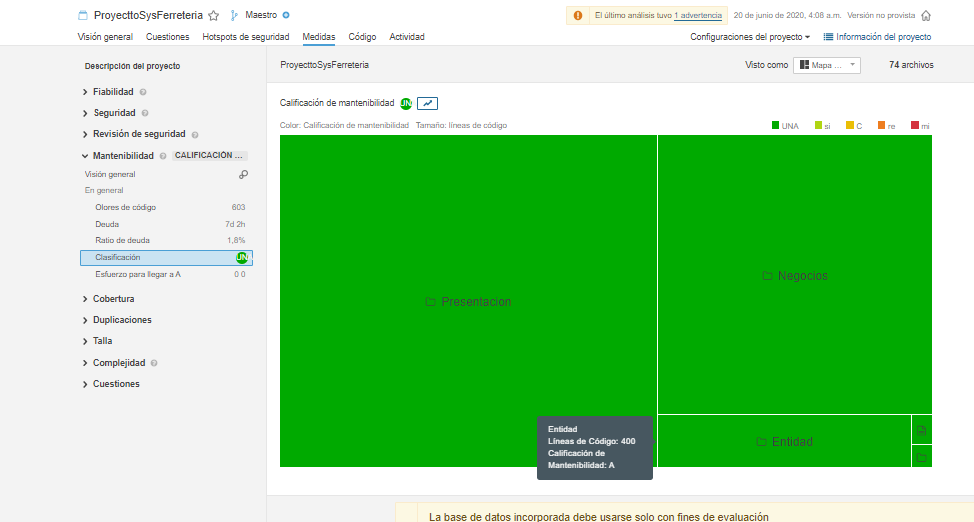 ProyecttoSysFerreteria Maestro
El último análisis tuvo 1 advertencia 20 de junio de 2020, 4:08 a.m. Versión no provista
Visión general Cuestiones Hotspots de seguridad Medidas Código Actividad Configuraciones del proyecto Información del proyecto
Descripción del proyecto
Fiabilidad
Seguridad
Revisión de seguridad
Mantenibilidad CALIFICACIÓN ...
Visión general
En general
Olores de código 603
Deuda 7d 2h
Ratio de deuda 1,8%
Clasificación UNA
Esfuerzo para llegar a A 0 0
Cobertura
Duplicaciones
Talla
Complejidad
Cuestiones
ProyecttoSysFerreteria Visto como Mapa ... 74 archivos
Calificación de mantenibilidad UNA
Color: Calificación de mantenibilidad Tamaño: líneas de código UNA si C re mi
Presentacion
Negocios
Entidad
Entidad
Líneas de Código: 400
Calificación de
Mantenibilidad: A
La base de datos incorporada debe usarse solo con fines de evaluación